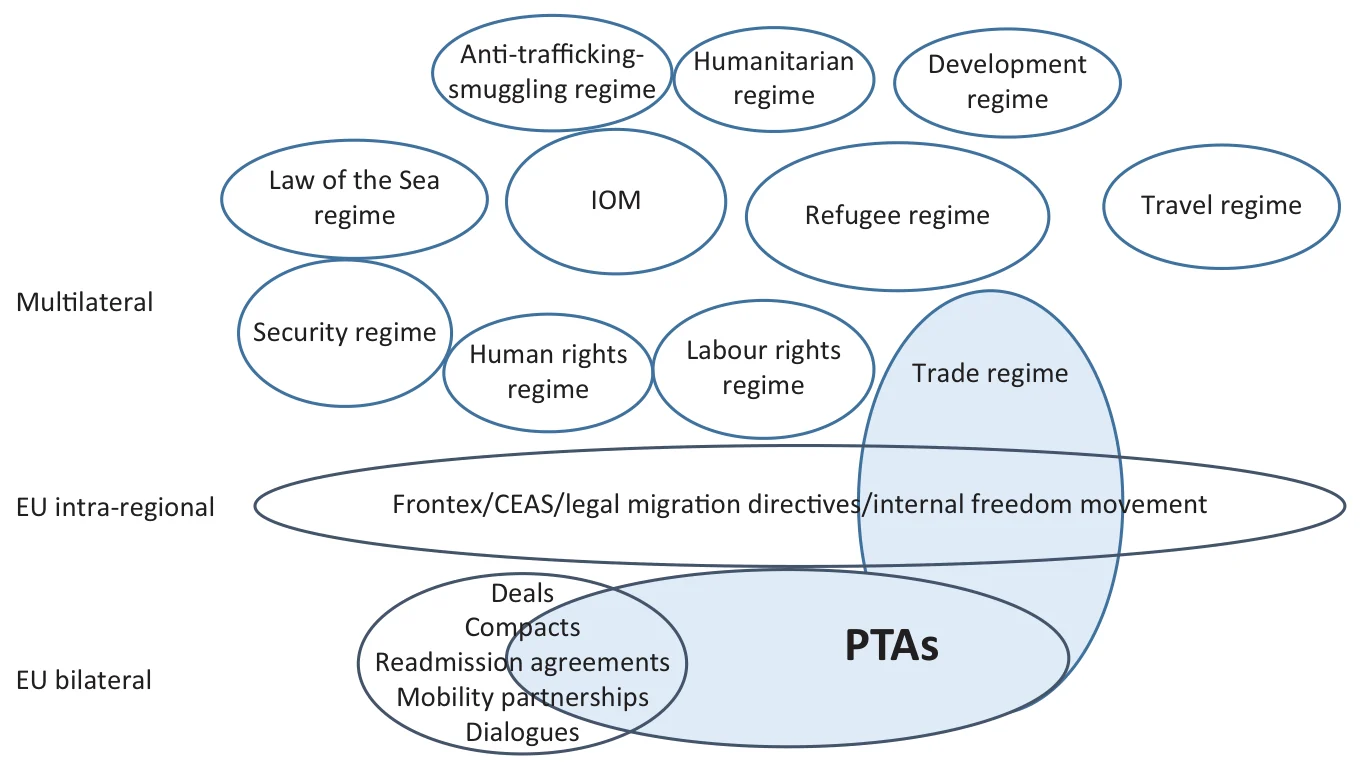 Anti-trafficking-
smuggling regime
Humanitarian
regime
Development
regime
Law of the Sea
regime
IOM
Refugee regime
Travel regime
Multilateral
Security regime
Human rights
regime
Labour rights
regime
Trade regime
EU intra-regional
Frontex/CEAS/legal migration directives/internal freedom movement
EU bilateral
Deals
Compacts
Readmission agreements
Mobility partnerships
Dialogues
PTAs